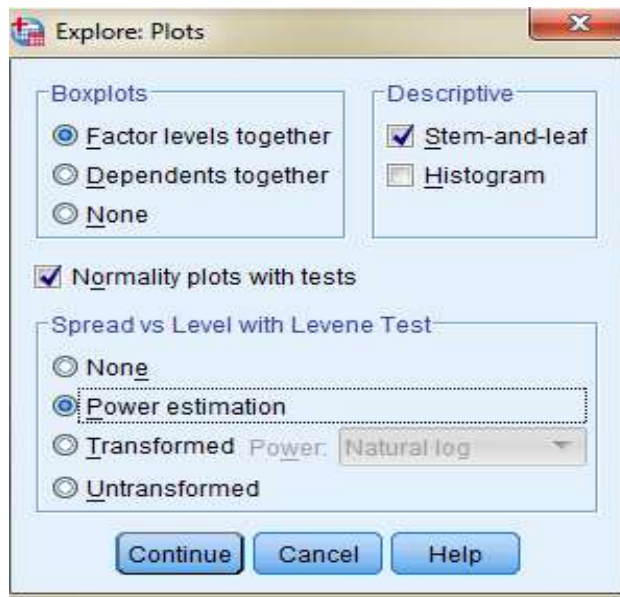 Explore: Plots
Boxplots
Factor levels together
Dependents together
None
Descriptive
Stem-and-leaf
Histogram
Normality plots with tests
Spread vs Level with Levene Test
None
Power estimation
Transformed Power: Natural log
Untransformed
Continue Cancel Help